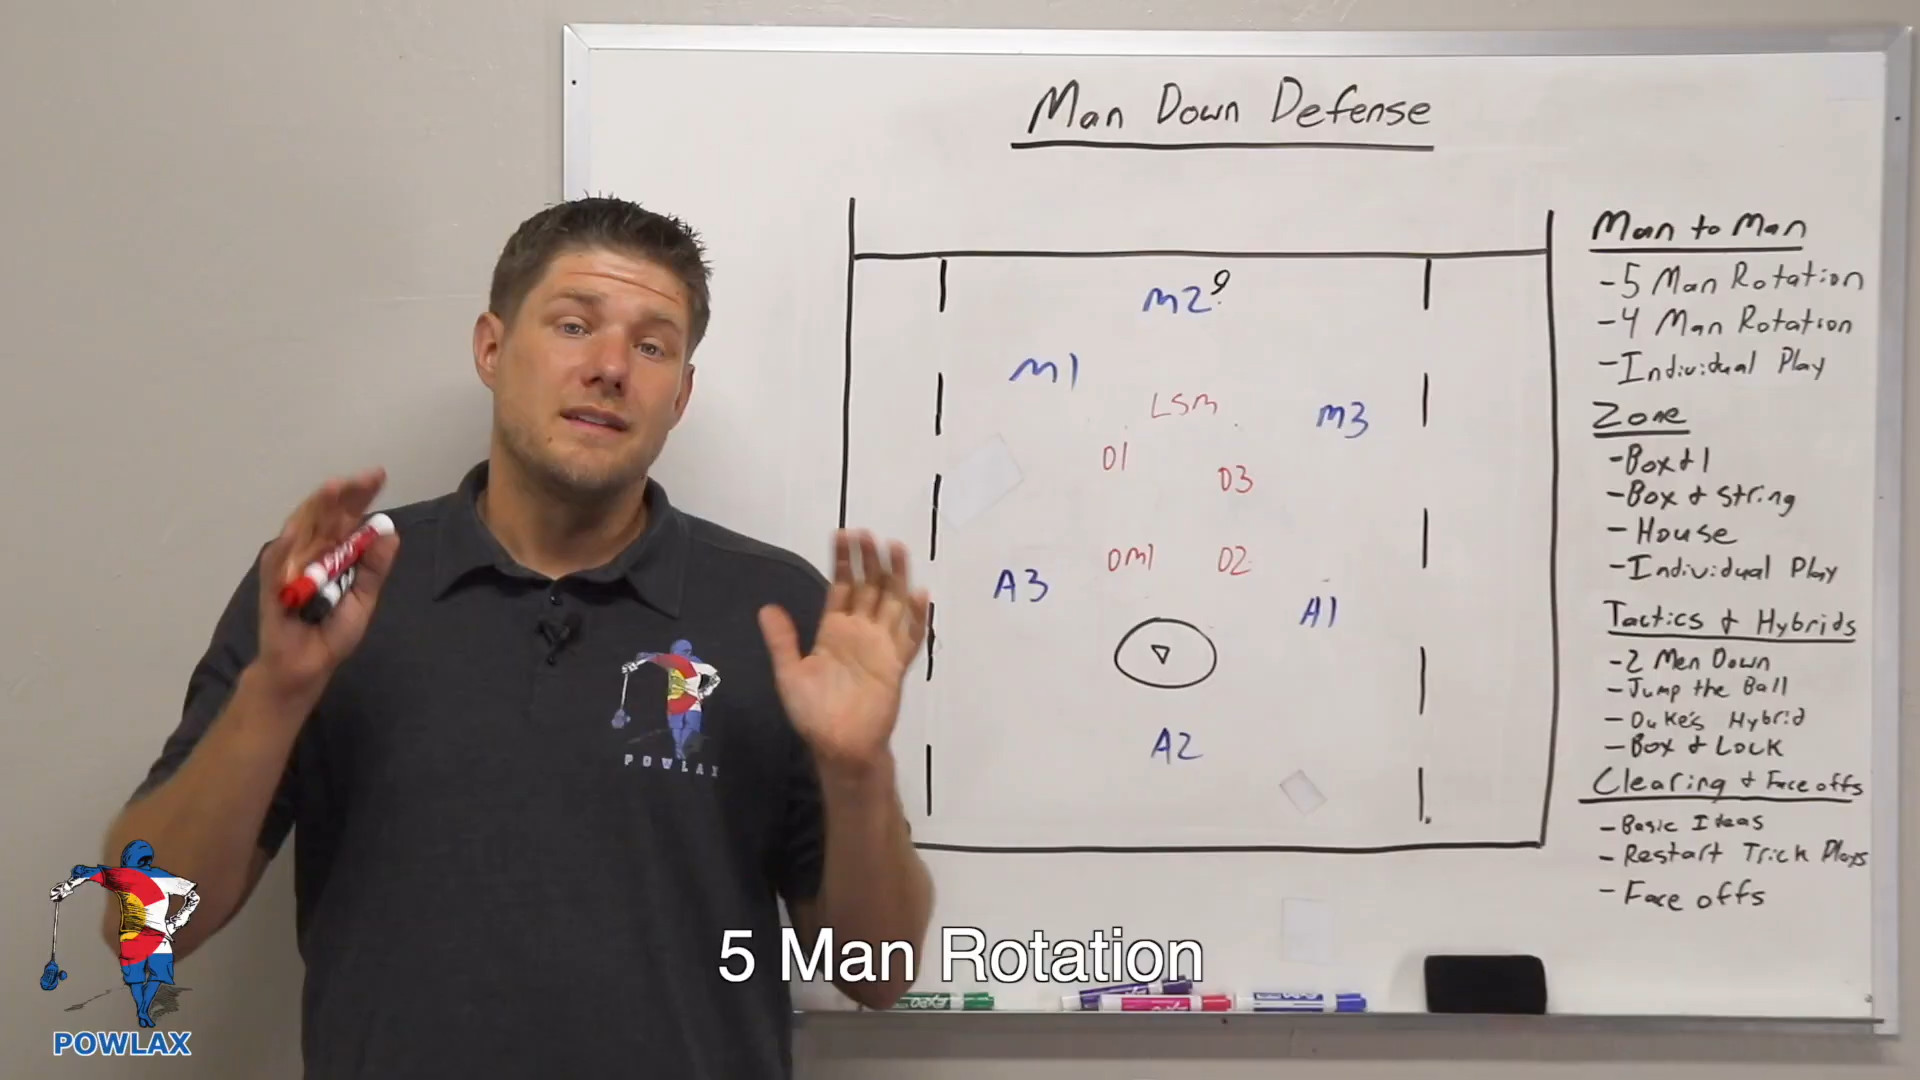 Man Down Defense
M2
M1
LSM
M3
D1
D3
DM1
D2
A3
A1
A2
Man to Man
- 5 Man Rotation
- 4 Man Rotation
- Individual Play
Zone
- Box & 1
- Box & String
- House
- Individual Play
Tactics & Hybrids
- 2 Men Down
- Jump the Ball
- Duke's Hybrid
- Box & Lock
Clearing & Face offs
- Basic Ideas
- Restart Trick Plays
- Face offs
POWLAX
5 Man Rotation
EXPO
POWLAX